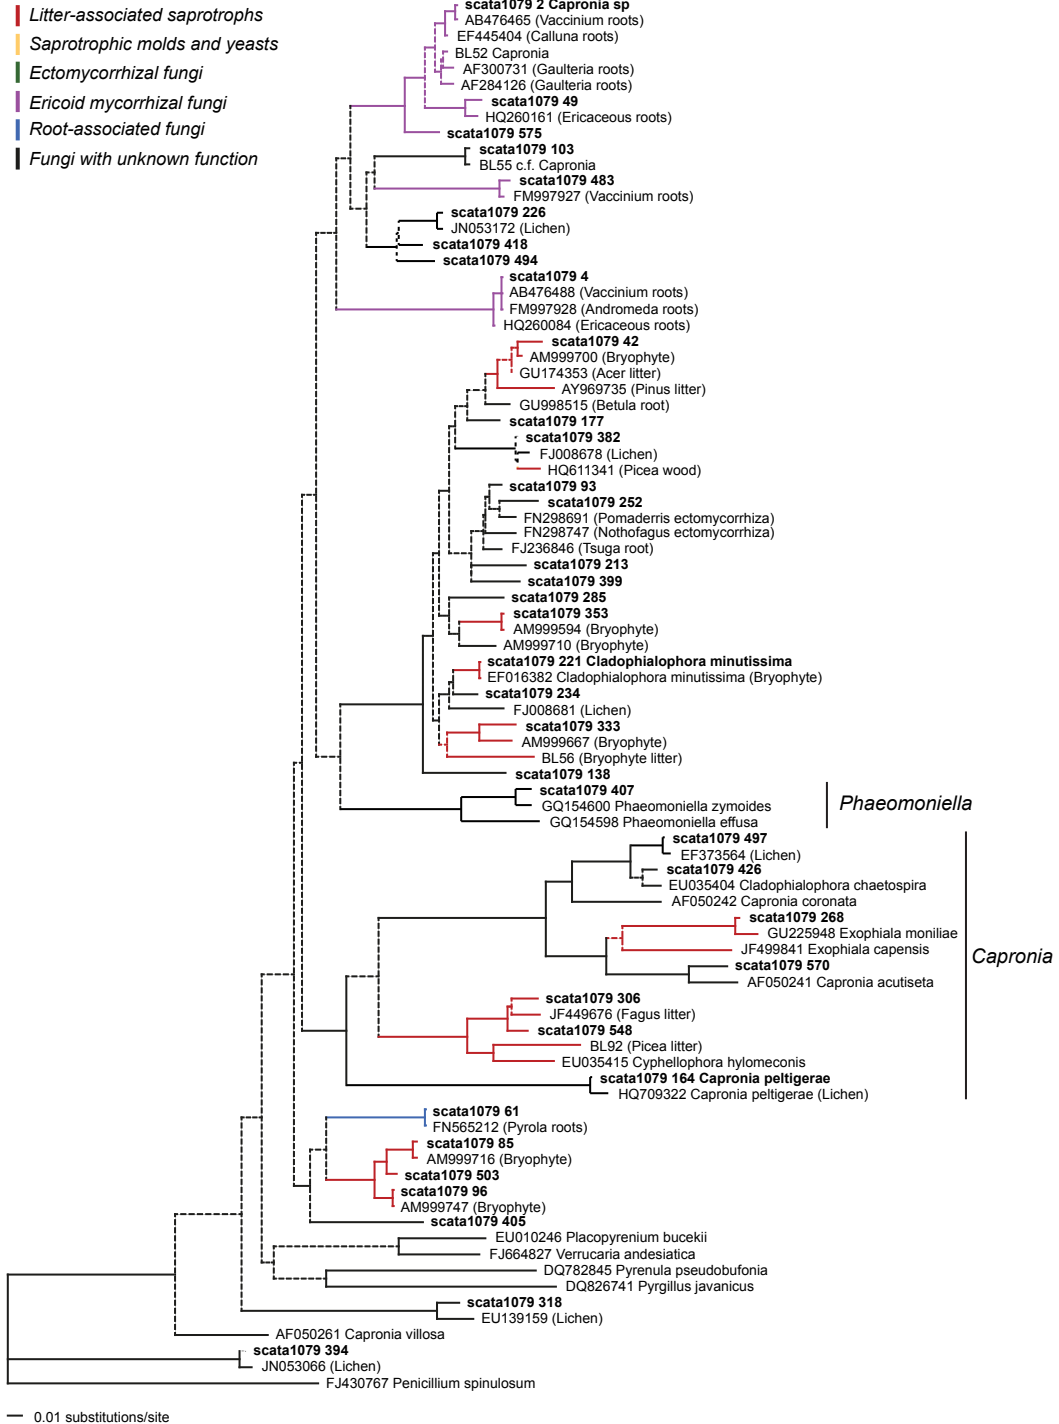 Litter-associated saprotrophs
Saprotrophic molds and yeasts
Ectomycorrhizal fungi
Ericoid mycorrhizal fungi
Root-associated fungi
Fungi with unknown function
scata1079 2 Capronia sp
AB476465 (Vaccinium roots)
EF445404 (Calluna roots)
BL52 Capronia
AF300731 (Gaulteria roots)
AF284126 (Gaulteria roots)
scata1079 49
HQ260161 (Ericaceous roots)
scata1079 575
scata1079 103
BL55 c.f. Capronia
scata1079 483
FM997927 (Vaccinium roots)
scata1079 226
JN053172 (Lichen)
scata1079 418
scata1079 494
scata1079 4
AB476488 (Vaccinium roots)
FM997928 (Andromeda roots)
HQ260084 (Ericaceous roots)
scata1079 42
AM999700 (Bryophyte)
GU174353 (Acer litter)
AY969735 (Pinus litter)
GU998515 (Betula root)
scata1079 177
scata1079 382
FJ008678 (Lichen)
HQ611341 (Picea wood)
scata1079 93
scata1079 252
FN298691 (Pomaderris ectomycorrhiza)
FN298747 (Nothofagus ectomycorrhiza)
FJ236846 (Tsuga root)
scata1079 213
scata1079 399
scata1079 285
scata1079 353
AM999594 (Bryophyte)
AM999710 (Bryophyte)
scata1079 221 Cladophialophora minutissima
EF016382 Cladophialophora minutissima (Bryophyte)
scata1079 234
FJ008681 (Lichen)
scata1079 333
AM999667 (Bryophyte)
BL56 (Bryophyte litter)
scata1079 138
scata1079 407
GQ154600 Phaeomoniella zymoides
GQ154598 Phaeomoniella effusa
Phaeomoniella
scata1079 497
EF373564 (Lichen)
scata1079 426
EU035404 Cladophialophora chaetospira
AF050242 Capronia coronata
scata1079 268
GU225948 Exophiala moniliae
JF499841 Exophiala capensis
scata1079 570
AF050241 Capronia acutiseta
Capronia
scata1079 306
JF449676 (Fagus litter)
scata1079 548
BL92 (Picea litter)
EU035415 Cyphellophora hylomeconis
scata1079 164 Capronia peltigerae
HQ709322 Capronia peltigerae (Lichen)
scata1079 61
FN565212 (Pyrola roots)
scata1079 85
AM999716 (Bryophyte)
scata1079 503
scata1079 96
AM999747 (Bryophyte)
scata1079 405
EU010246 Placopyrenium bucekii
FJ664827 Verrucaria andesiatica
DQ782845 Pyrenula pseudobufonia
DQ826741 Pyrgillus javanicus
scata1079 318
EU139159 (Lichen)
AF050261 Capronia villosa
scata1079 394
JN053066 (Lichen)
FJ430767 Penicillium spinulosum
0.01 substitutions/site